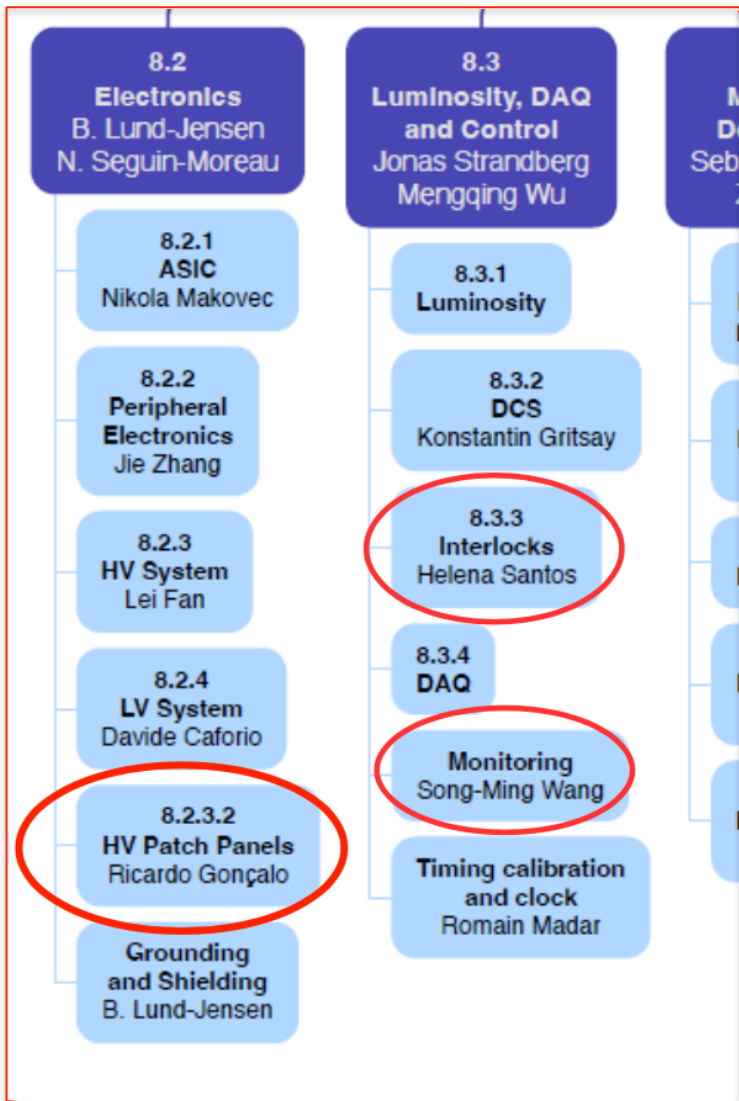 8.2
Electronics
B. Lund-Jensen
N. Seguin-Moreau
8.2.1
ASIC
Nikola Makovec
8.2.2
Peripheral
Electronics
Jie Zhang
8.2.3
HV System
Lei Fan
8.2.4
LV System
Davide Caforio
8.2.3.2
HV Patch Panels
Ricardo Gonçalo
Grounding
and Shielding
B. Lund-Jensen
8.3
Luminosity, DAQ
and Control
Jonas Strandberg
Mengqing Wu
8.3.1
Luminosity
8.3.2
DCS
Konstantin Gritsay
8.3.3
Interlocks
Helena Santos
8.3.4
DAQ
Monitoring
Song-Ming Wang
Timing calibration
and clock
Romain Madar